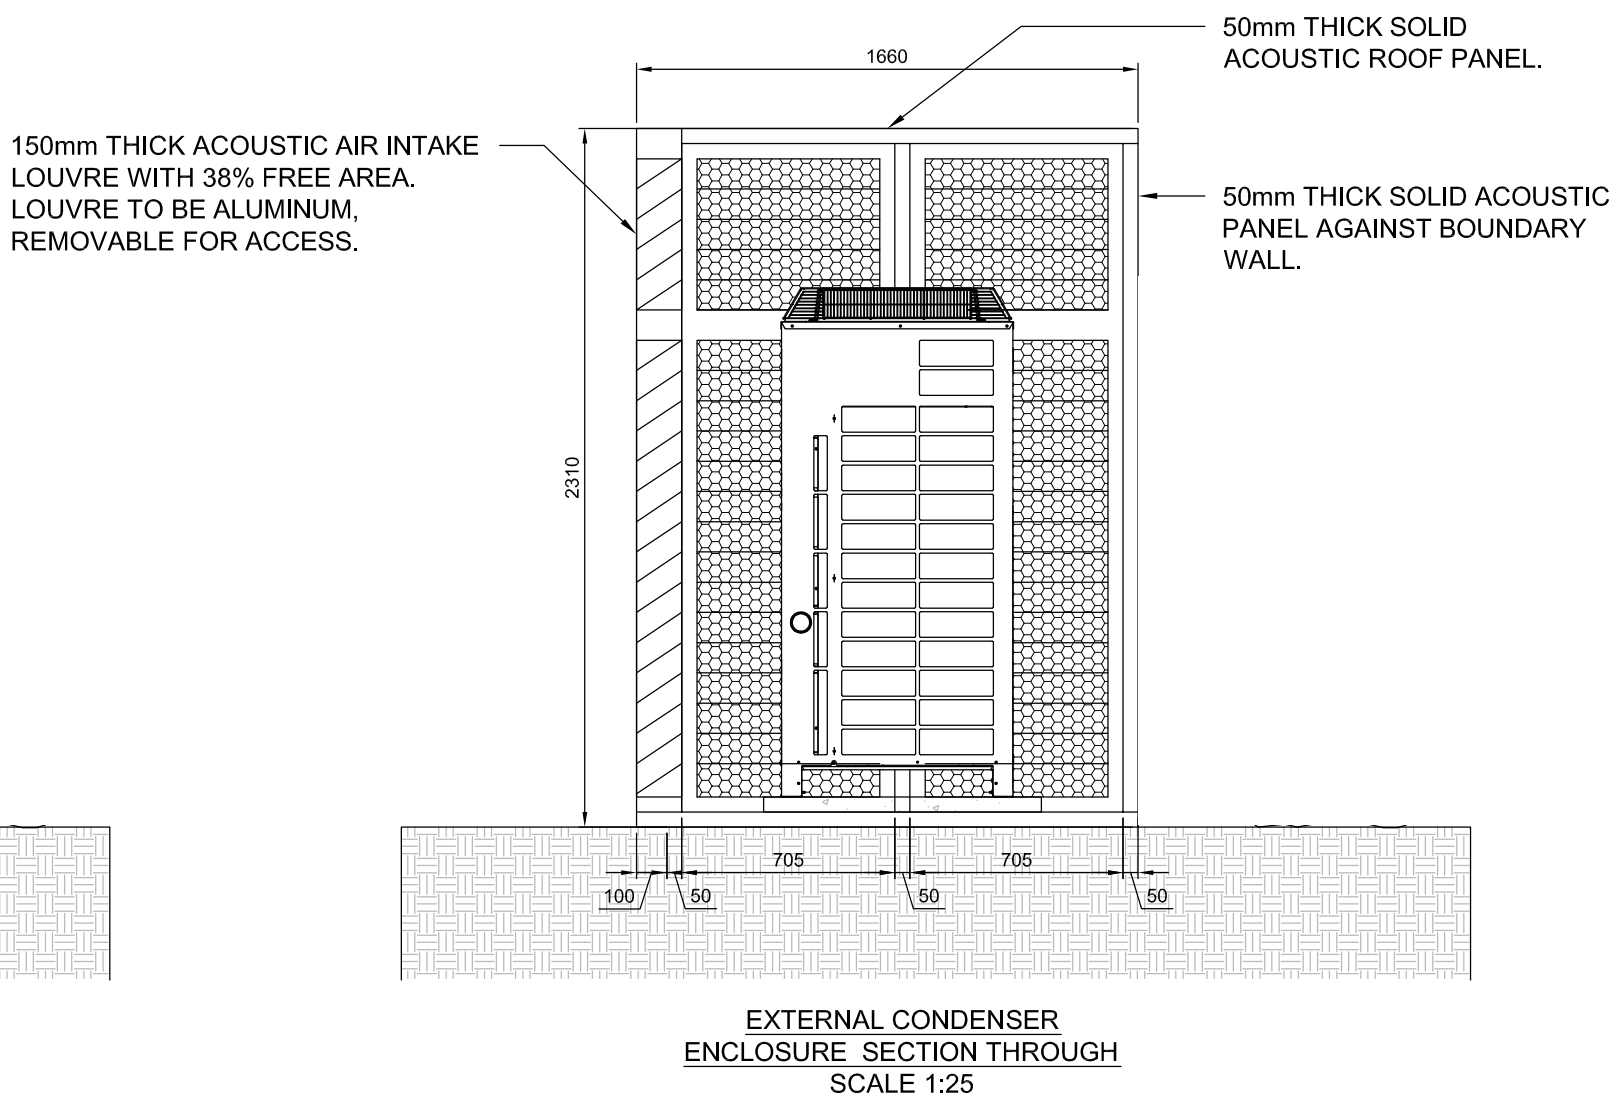 50mm THICK SOLID
ACOUSTIC ROOF PANEL.
1660
150mm THICK ACOUSTIC AIR INTAKE
LOUVRE WITH 38% FREE AREA.
LOUVRE TO BE ALUMINUM,
REMOVABLE FOR ACCESS.
50mm THICK SOLID ACOUSTIC
PANEL AGAINST BOUNDARY
WALL.
2310
705
705
100
50
50
50
EXTERNAL CONDENSER
ENCLOSURE SECTION THROUGH
SCALE 1:25